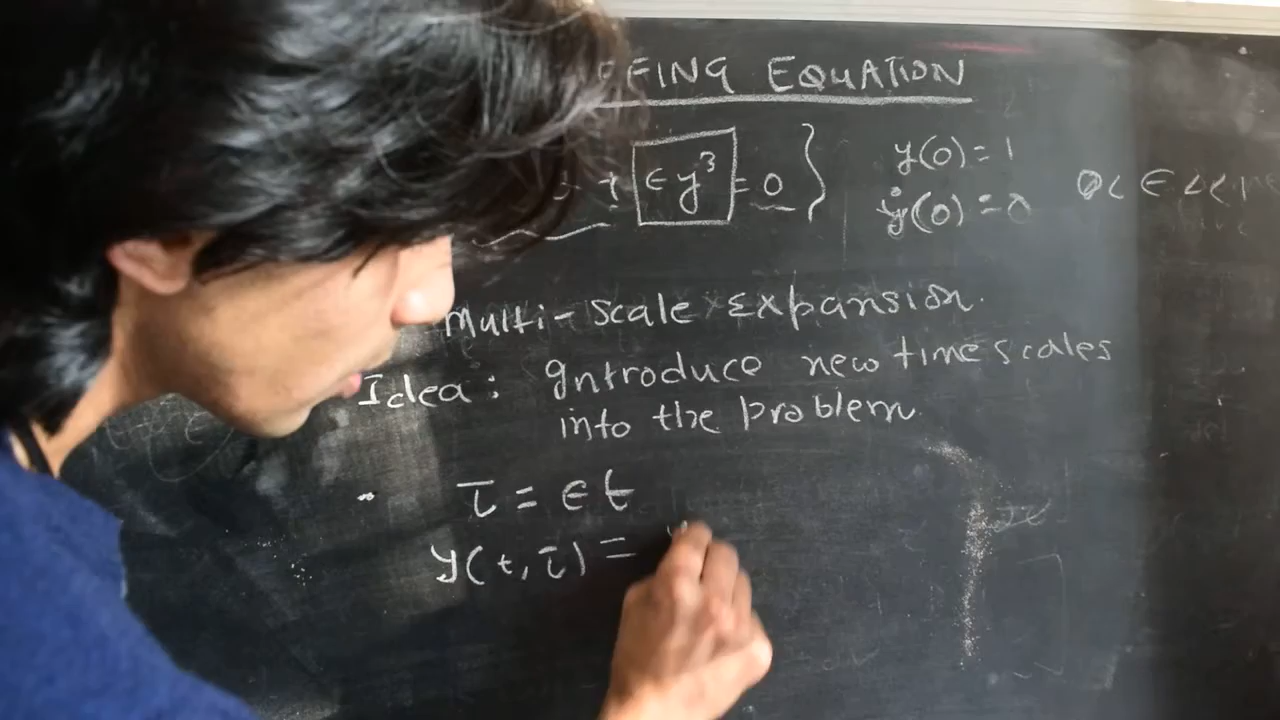 FFING EQUATION
+ ∈y³ = 0 } y(0) = 1
ẏ(0) = 0 0 < ∈ <<
Multi-scale Expansion.
Idea: Introduce new time scales
into the problem.
- τ = ∈t
y(t, τ) =